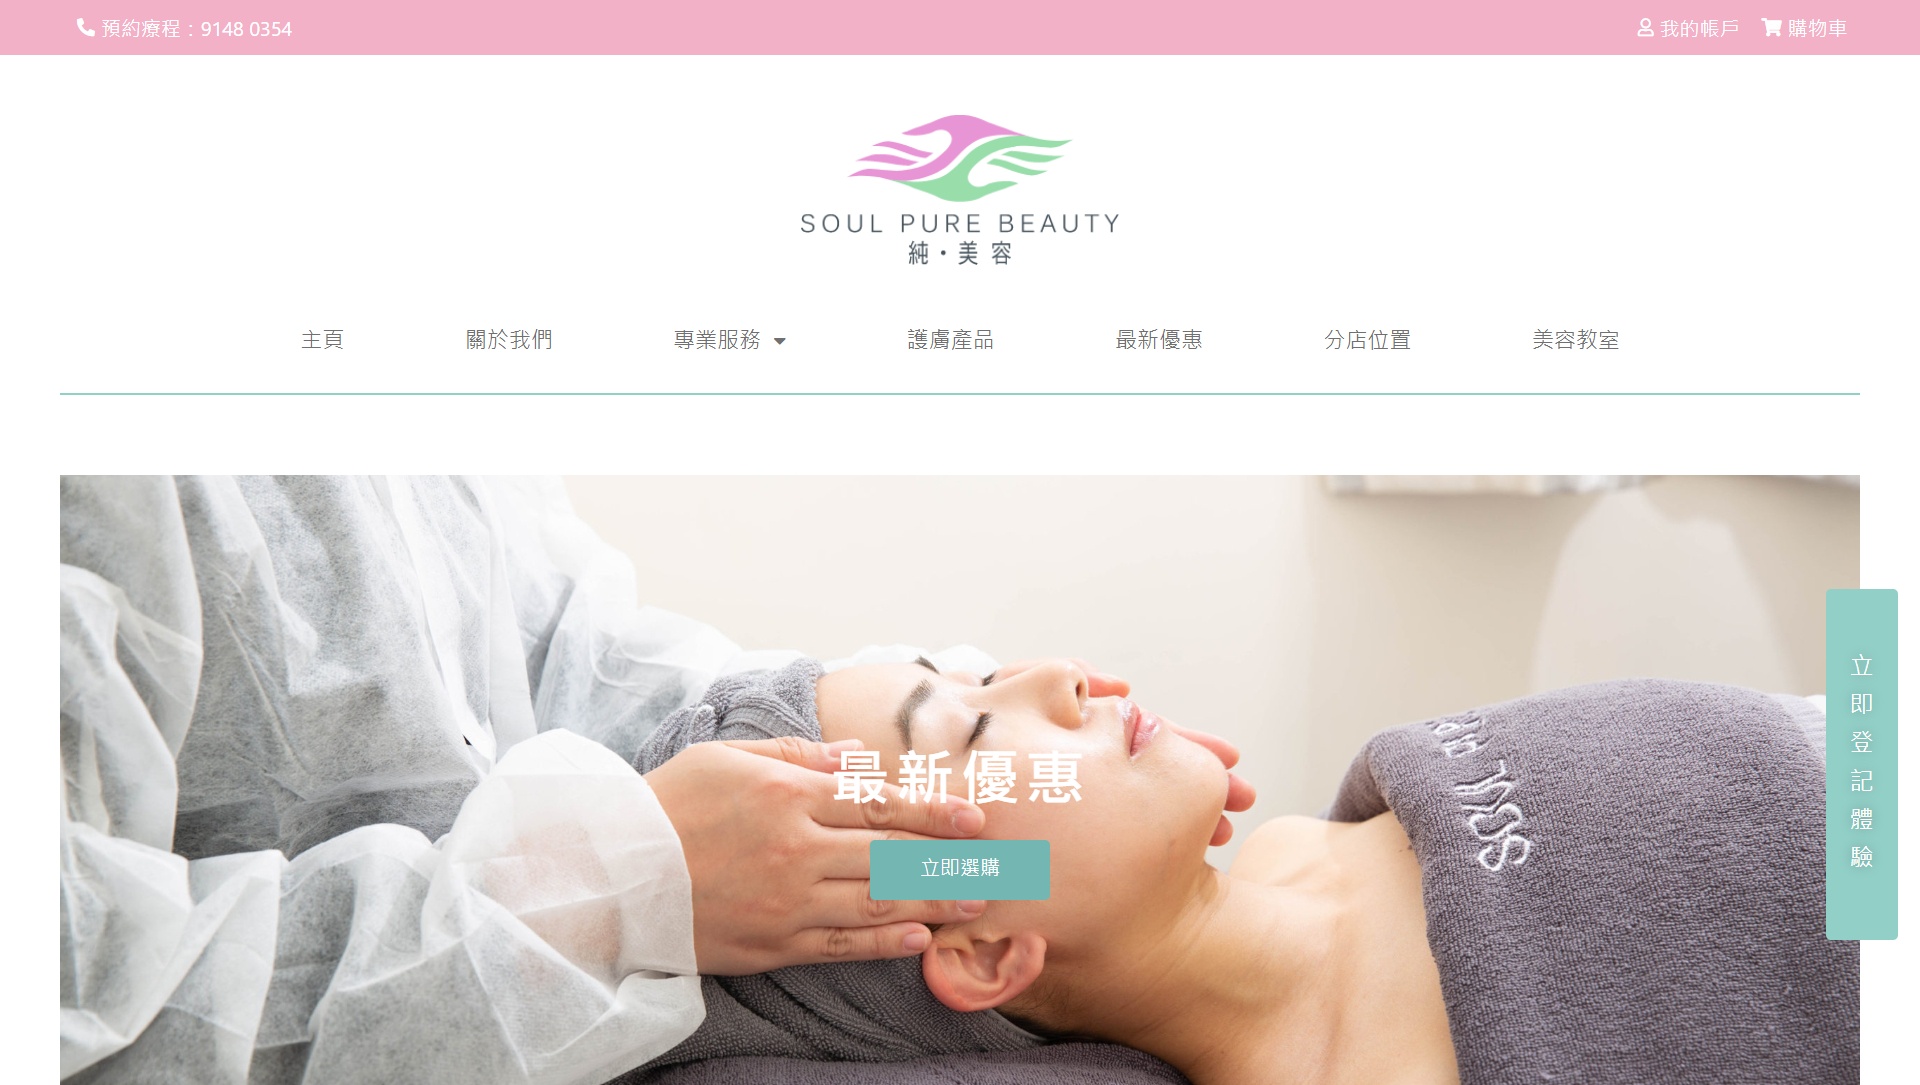 預約療程：9148 0354
我的帳戶
購物車
SOUL PURE BEAUTY
純・美 容
主頁
關於我們
專業服務
護膚產品
最新優惠
分店位置
美容教室
最新優惠
立即選購
立即登記體驗